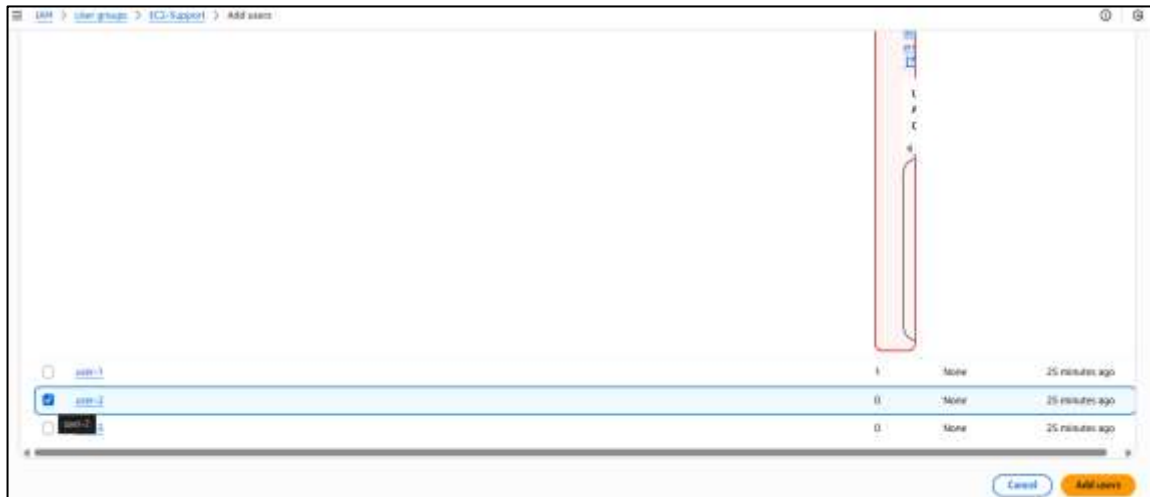 IAM > User groups > EC2-Support > Add users
user-1 1 None 25 minutes ago
user-2 0 None 25 minutes ago
user-2 0 None 25 minutes ago
Cancel Add users